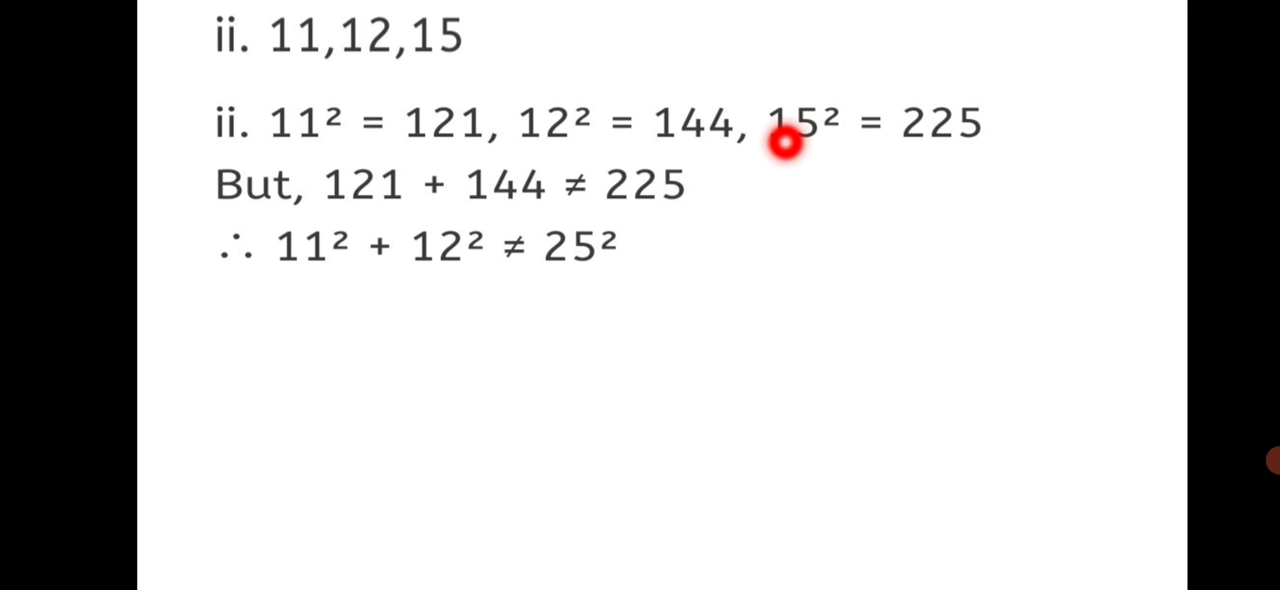 ii. 11,12,15
ii. 11² = 121, 12² = 144, 15² = 225
But, 121 + 144 ≠ 225
∴ 11² + 12² ≠ 25²